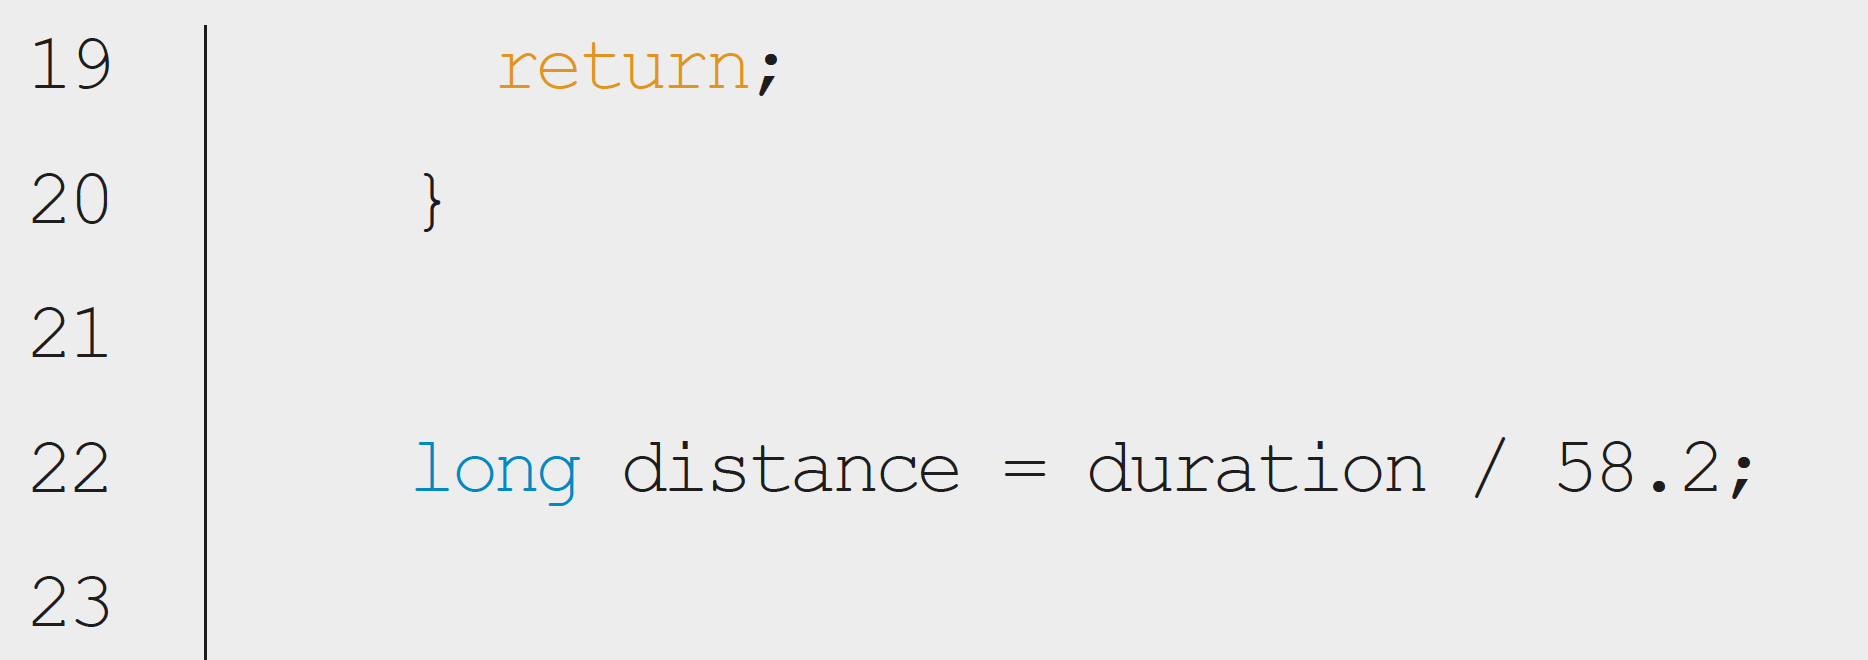 19 return;
20 }
21
22 long distance = duration / 58.2;
23